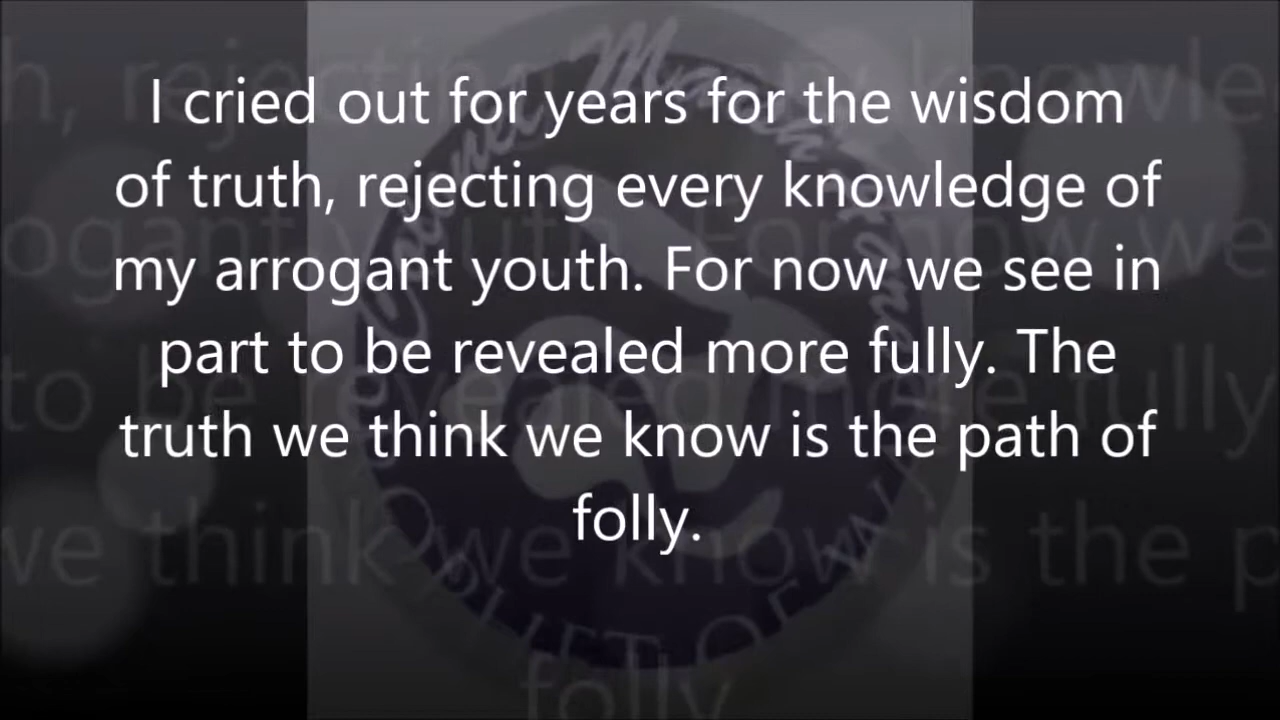 I cried out for years for the wisdom
of truth, rejecting every knowledge of
my arrogant youth. For now we see in
part to be revealed more fully. The
truth we think we know is the path of
folly.